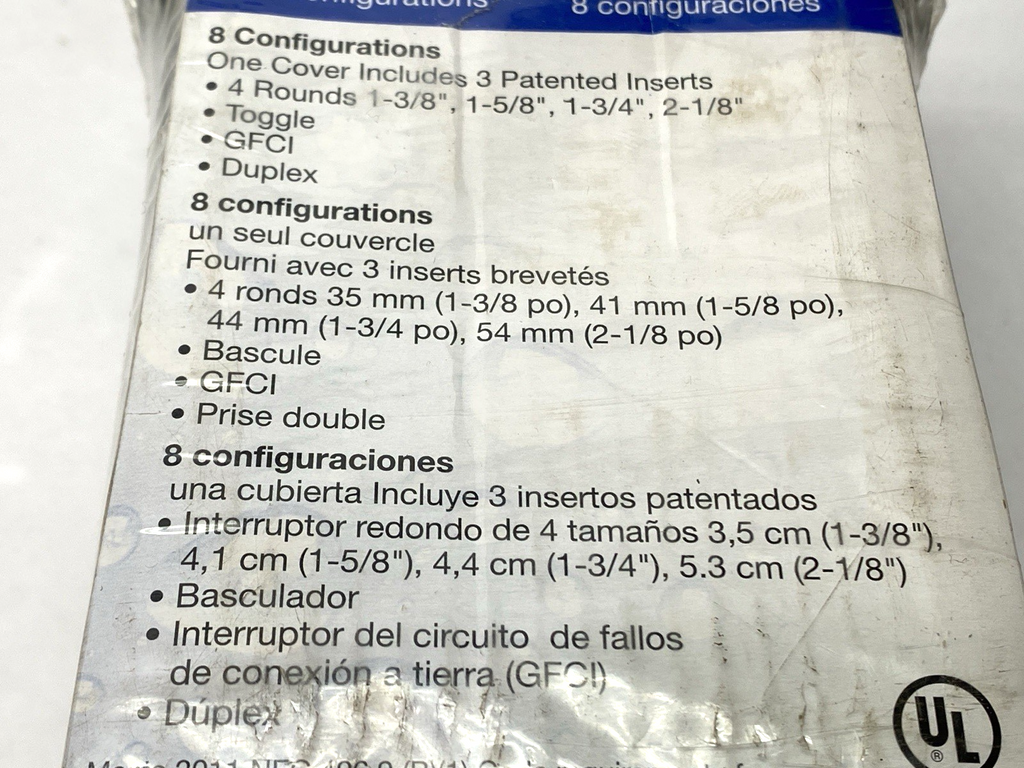 configurations 8 configuraciones
8 Configurations
One Cover Includes 3 Patented Inserts
• 4 Rounds 1-3/8", 1-5/8", 1-3/4", 2-1/8"
• Toggle
• GFCI
• Duplex
8 configurations
un seul couvercle
Fourni avec 3 inserts brevetés
• 4 ronds 35 mm (1-3/8 po), 41 mm (1-5/8 po),
44 mm (1-3/4 po), 54 mm (2-1/8 po)
• Bascule
• GFCI
• Prise double
8 configuraciones
una cubierta Incluye 3 insertos patentados
• Interruptor redondo de 4 tamaños 3,5 cm (1-3/8"),
4,1 cm (1-5/8"), 4,4 cm (1-3/4"), 5.3 cm (2-1/8")
• Basculador
• Interruptor del circuito de fallos
de conexión a tierra (GFCI)
• Dúplex
UL
®
2011 NEC